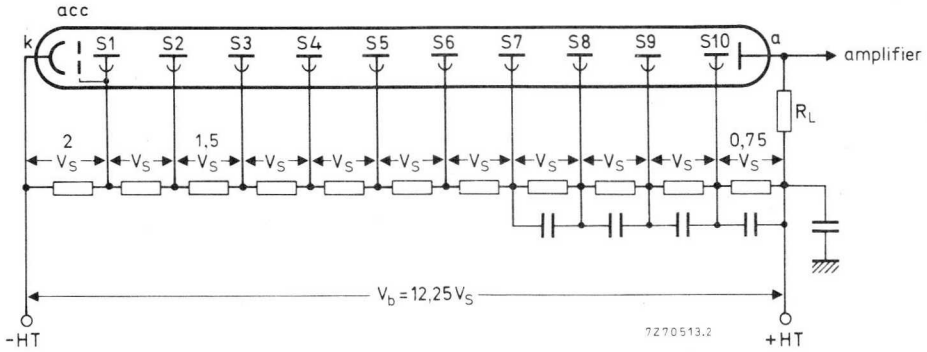 acc
k S1 S2 S3 S4 S5 S6 S7 S8 S9 S10 a
amplifier
R_L
2 1,5 0,75
V_S V_S V_S V_S V_S V_S V_S V_S V_S V_S V_S
V_b = 12,25 V_S
7Z70513.2
-HT +HT